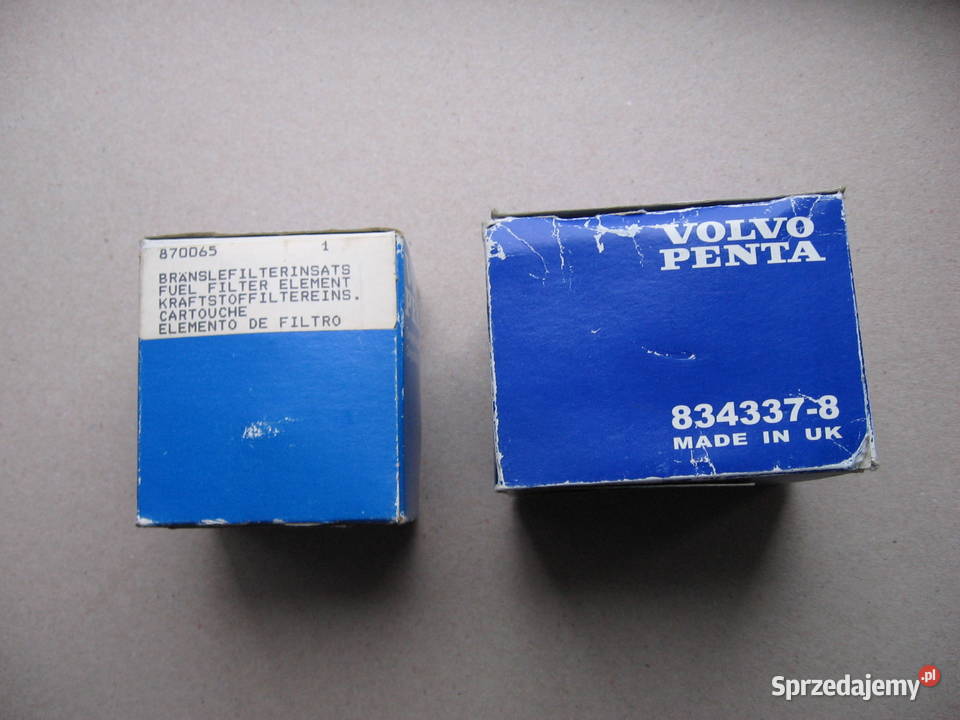 870065 1
BRÄNSLEFILTERINSATS
FUEL FILTER ELEMENT
KRAFTSTOFFILTEREINS.
CARTOUCHE
ELEMENTO DE FILTRO
VOLVO
PENTA
834337-8
MADE IN UK
Sprzedajemy.pl